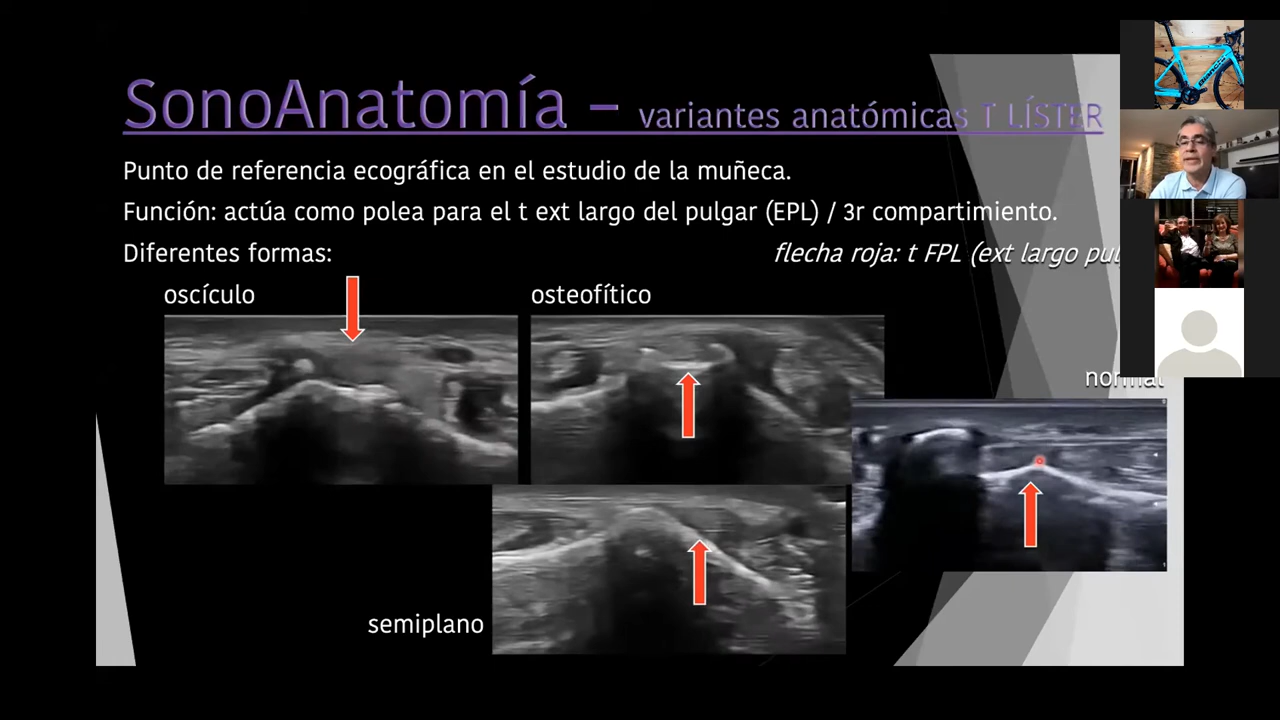 SonoAnatomía – variantes anatómicas T LÍSTER
Punto de referencia ecográfica en el estudio de la muñeca.
Función: actúa como polea para el t ext largo del pulgar (EPL) / 3r compartimiento.
Diferentes formas:
flecha roja: t FPL (ext largo
oscículo
osteofítico
normal
semiplano